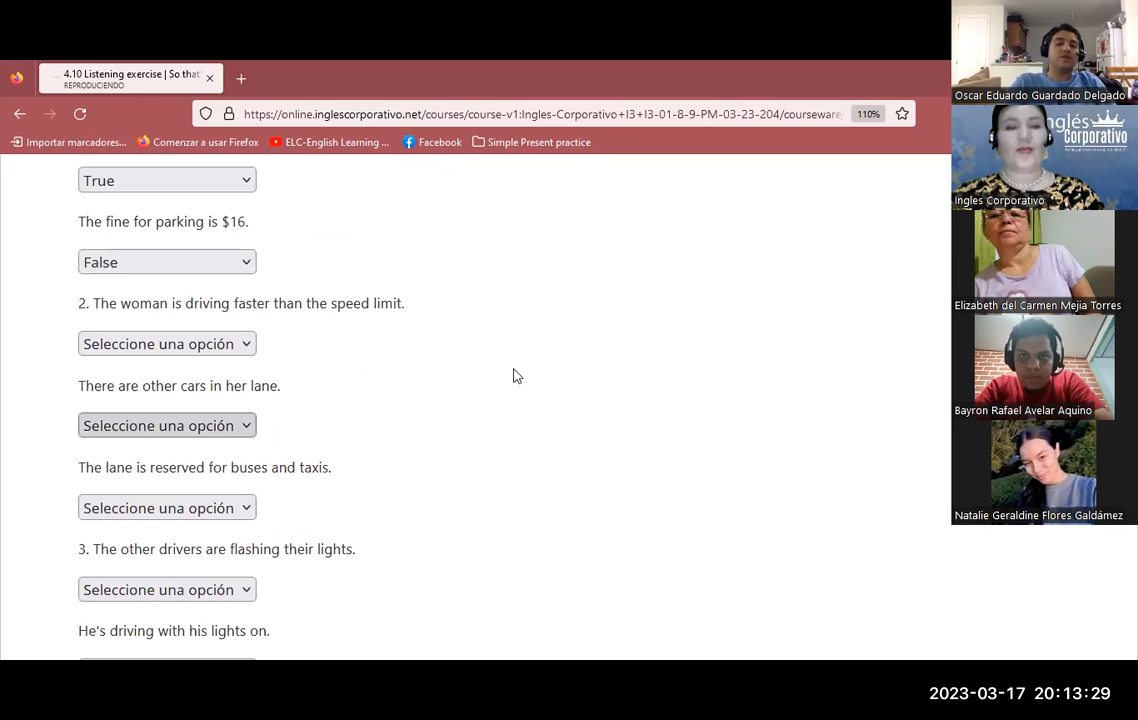 4.10 Listening exercise | So that
REPRODUCIENDO
https://online.inglescorporativo.net/courses/course-v1:Ingles-Corporativo+I3+I3-01-8-9-PM-03-23-204/courseware/
110%
Importar marcadores...
Comenzar a usar Firefox
ELC-English Learning ...
Facebook
Simple Present practice
True
The fine for parking is $16.
False
2. The woman is driving faster than the speed limit.
Seleccione una opción
There are other cars in her lane.
Seleccione una opción
The lane is reserved for buses and taxis.
Seleccione una opción
3. The other drivers are flashing their lights.
Seleccione una opción
He's driving with his lights on.
Oscar Eduardo Guardado Delgado
Inglés
Corporativo
Ingles Corporativo
Elizabeth del Carmen Mejia Torres
Bayron Rafael Avelar Aquino
Natalie Geraldine Flores Galdámez
2023-03-17 20:13:29